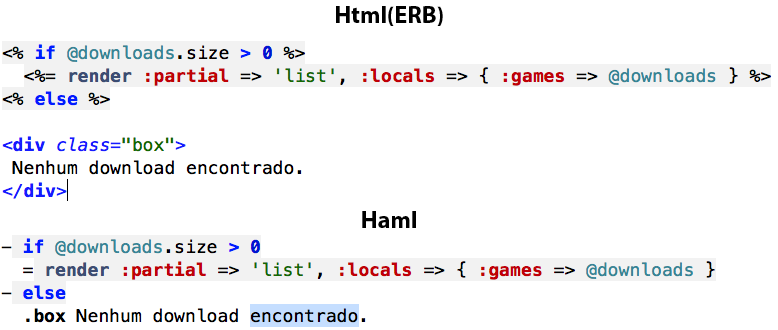 Html(ERB)
<% if @downloads.size > 0 %>
<%= render :partial => 'list', :locals => { :games => @downloads } %>
<% else %>
<div class="box">
Nenhum download encontrado.
</div>
Haml
- if @downloads.size > 0
= render :partial => 'list', :locals => { :games => @downloads }
- else
.box Nenhum download encontrado.